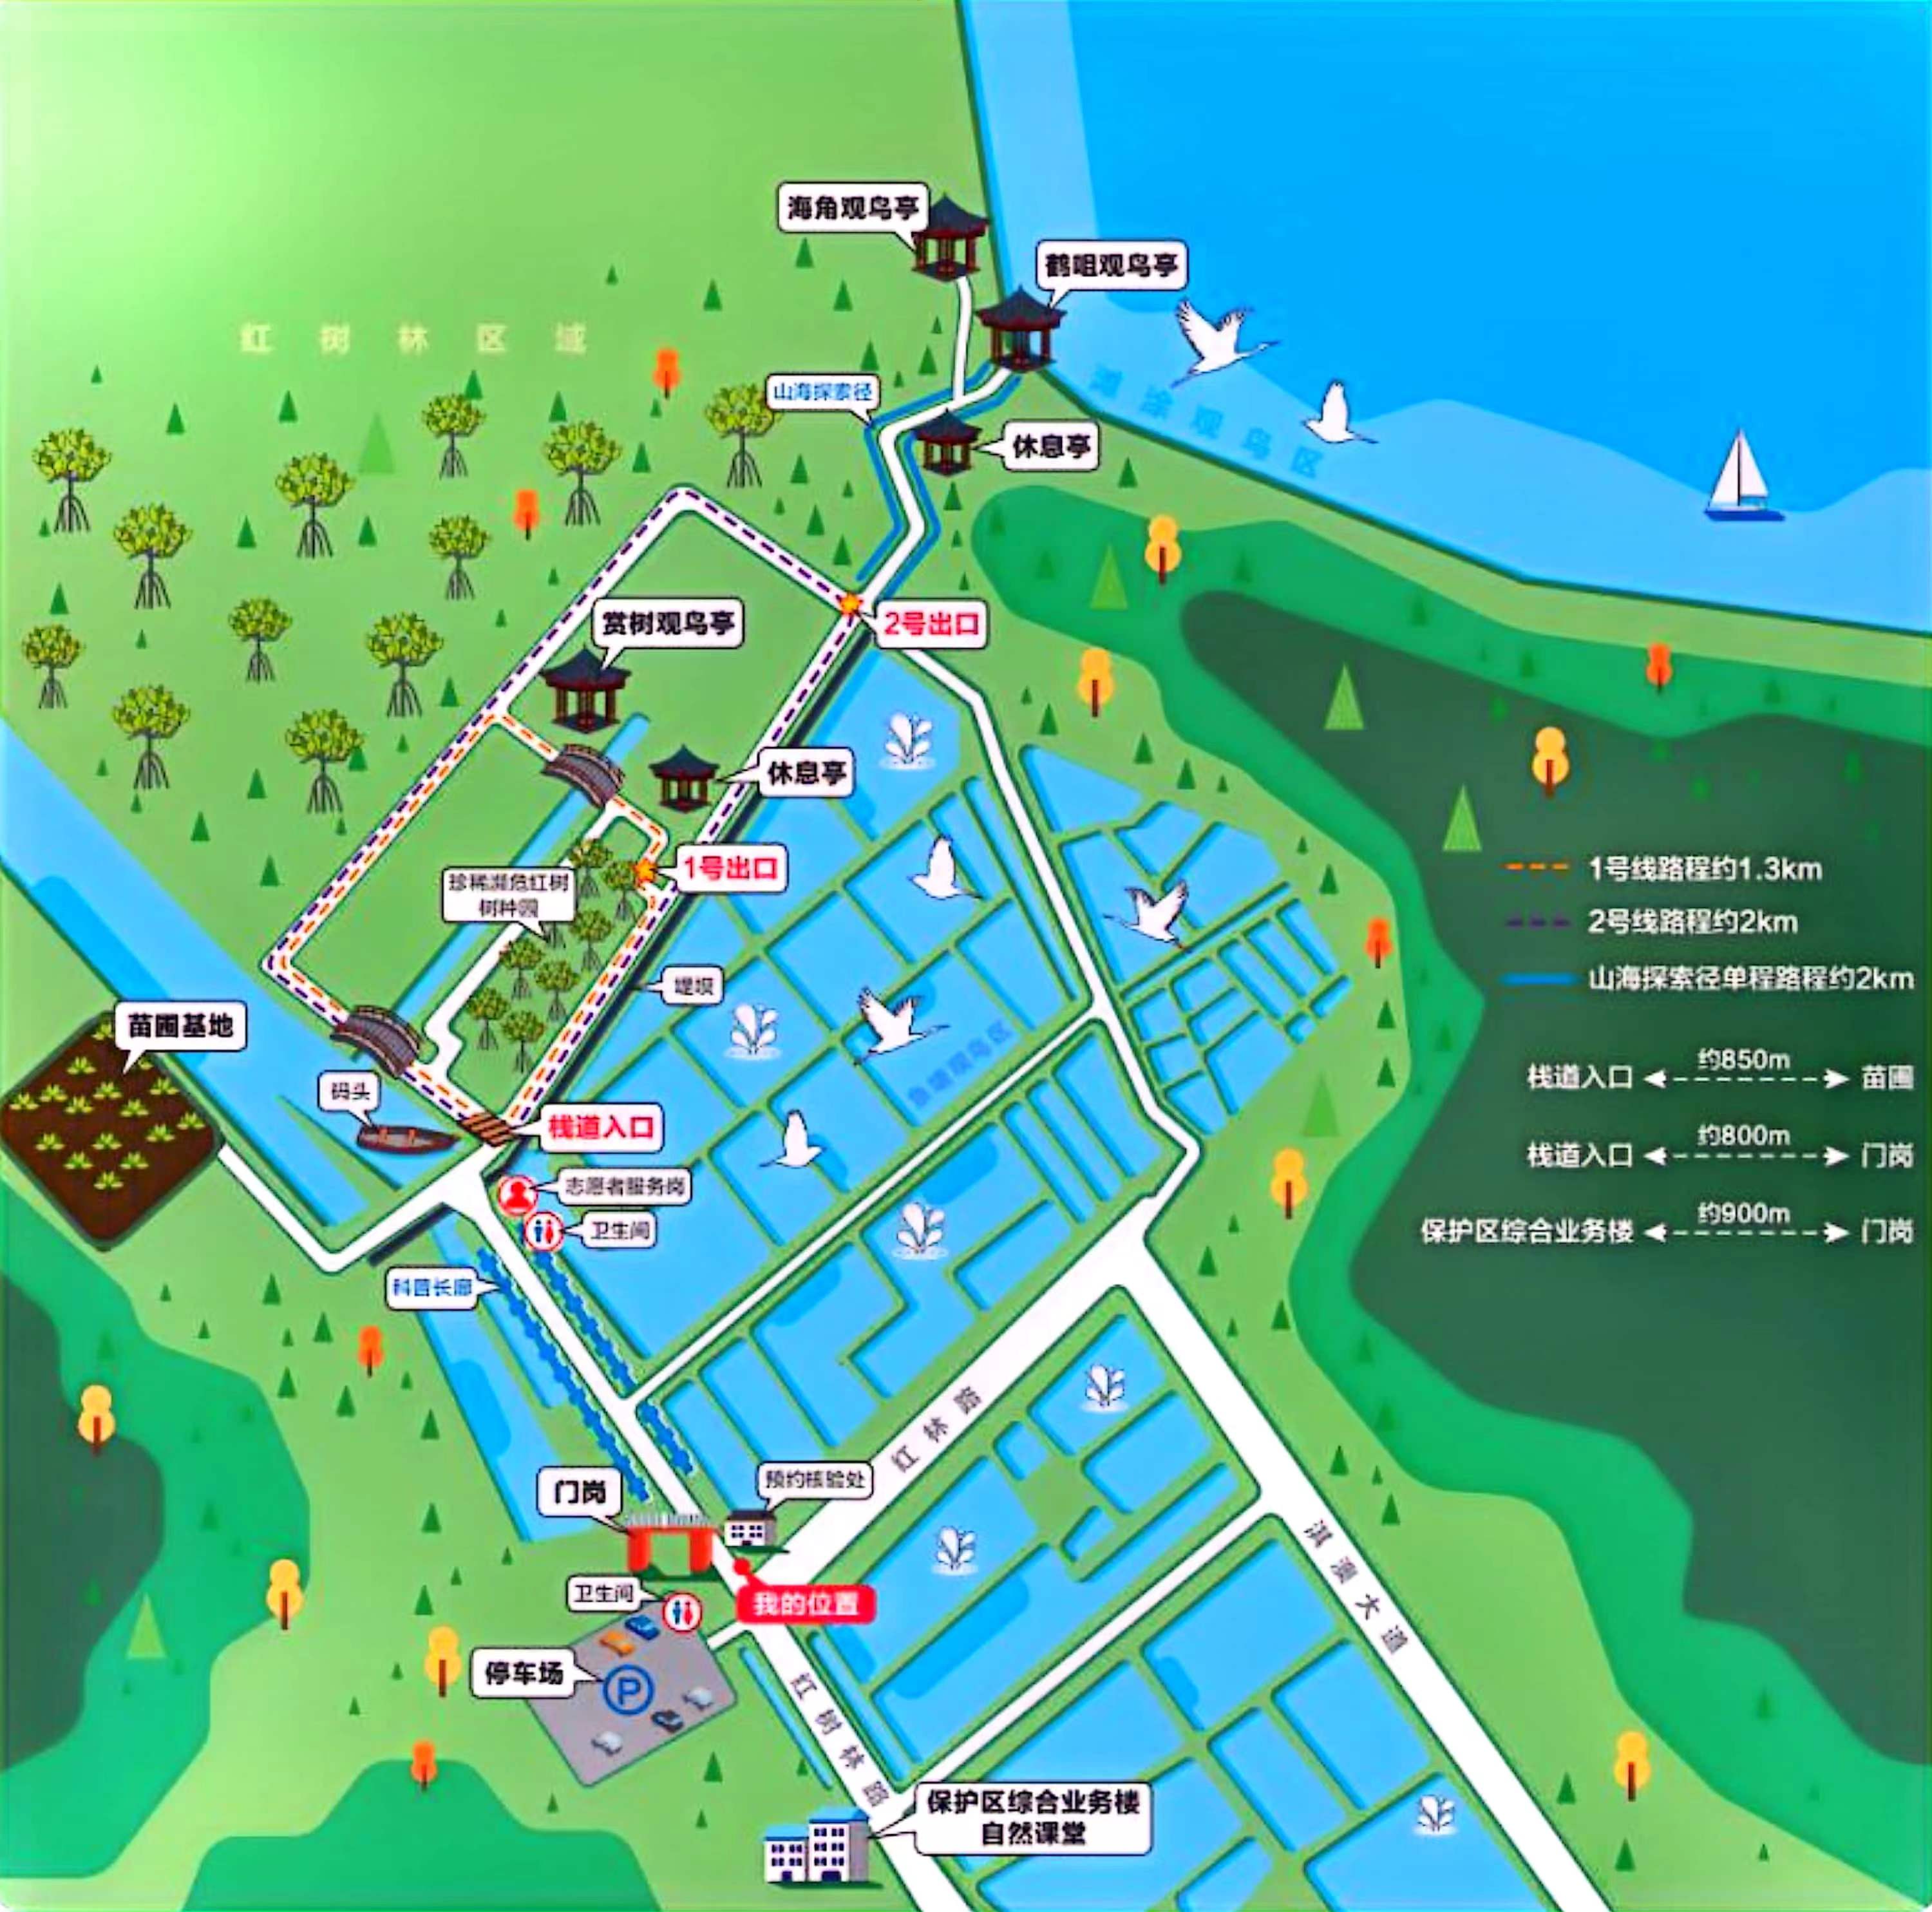 海角观鸟亭
鹤咀观鸟亭
红树林区域
山海探索径
滩涂观鸟区
休息亭
赏树观鸟亭
2号出口
休息亭
1号出口
珍稀濒危红树
树种园
堤坝
1号线路程约1.3km
2号线路程约2km
山海探索径单程路程约2km
苗圃基地
鱼塘观鸟区
码头
栈道入口
栈道入口 约850m 苗圃
栈道入口 约800m 门岗
保护区综合业务楼 约900m 门岗
志愿者服务岗
卫生间
科普长廊
红林路
门岗
预约核验处
淇澳大道
卫生间
我的位置
停车场
P
红树林路
保护区综合业务楼
自然课堂